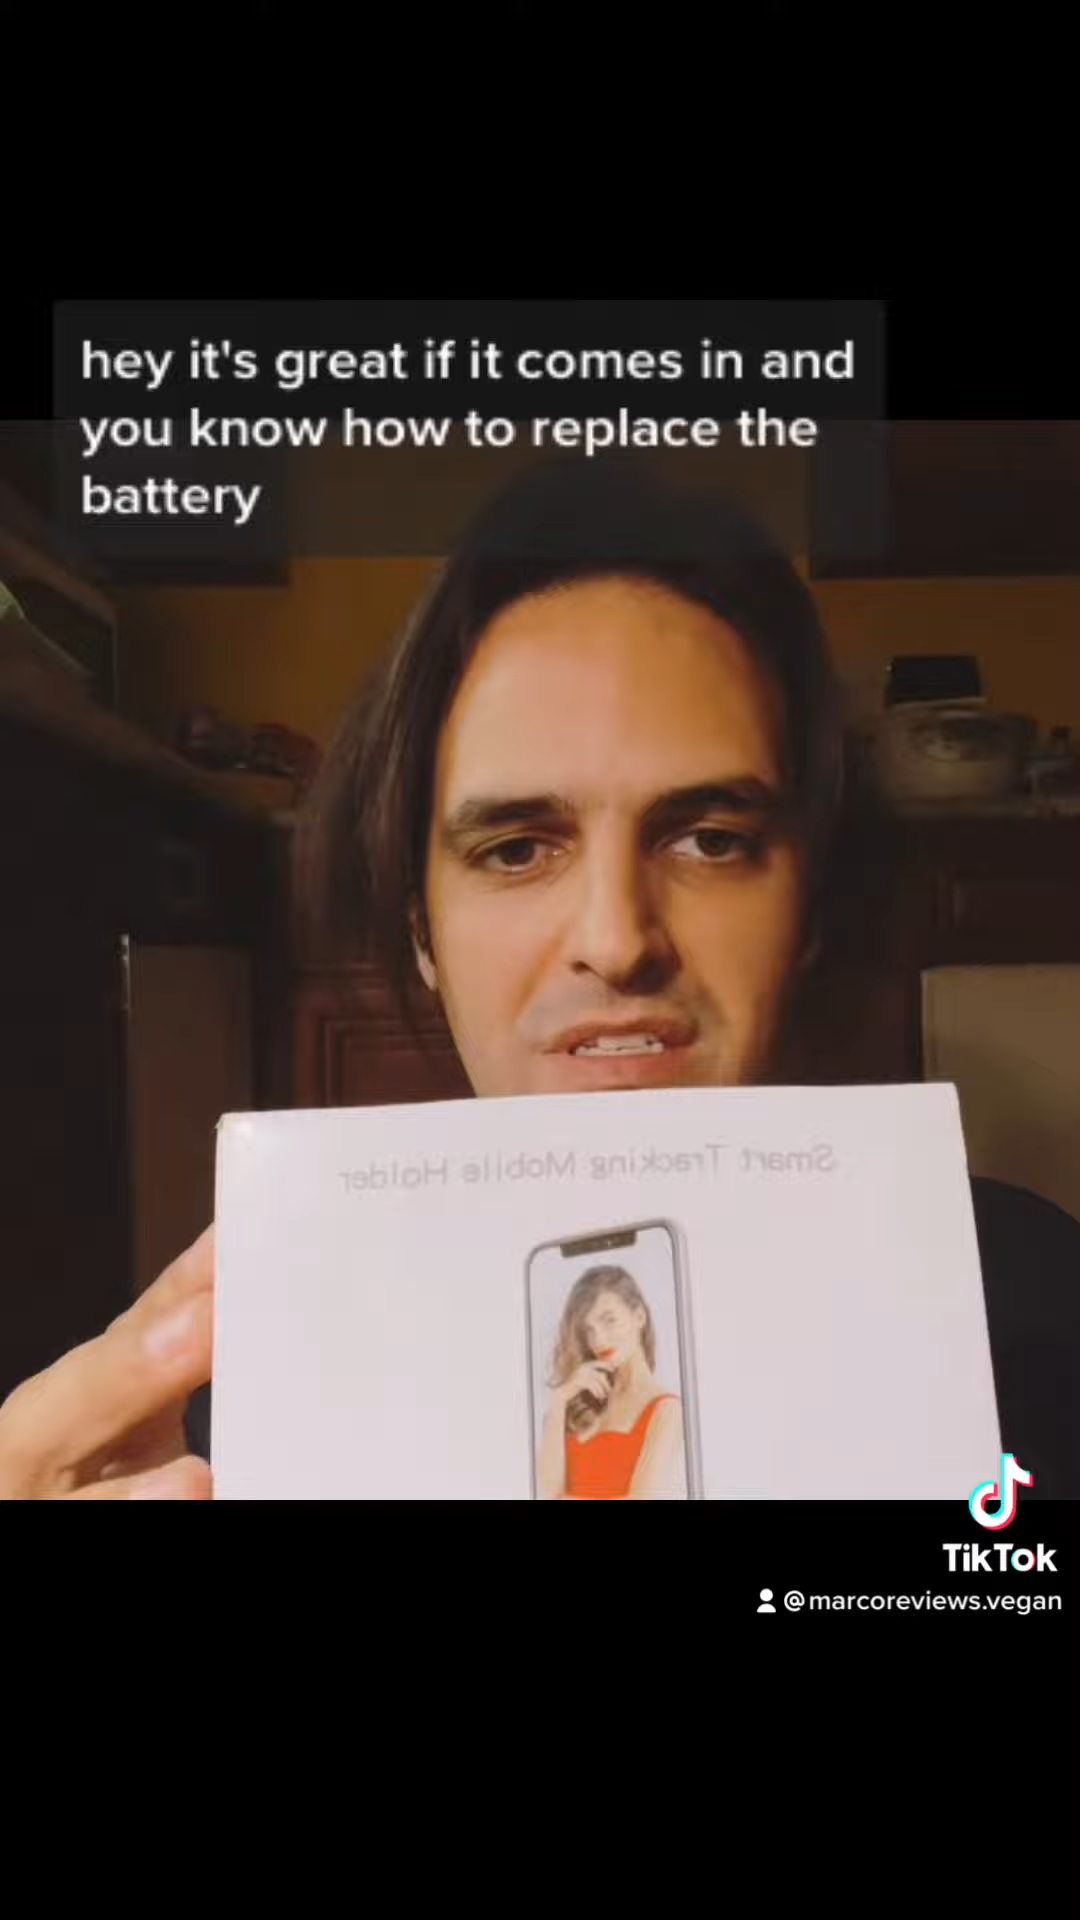 hey it's great if it comes in and
you know how to replace the
battery
Smart Tracking Mobile Holder
TikTok
@marcoreviews.vegan